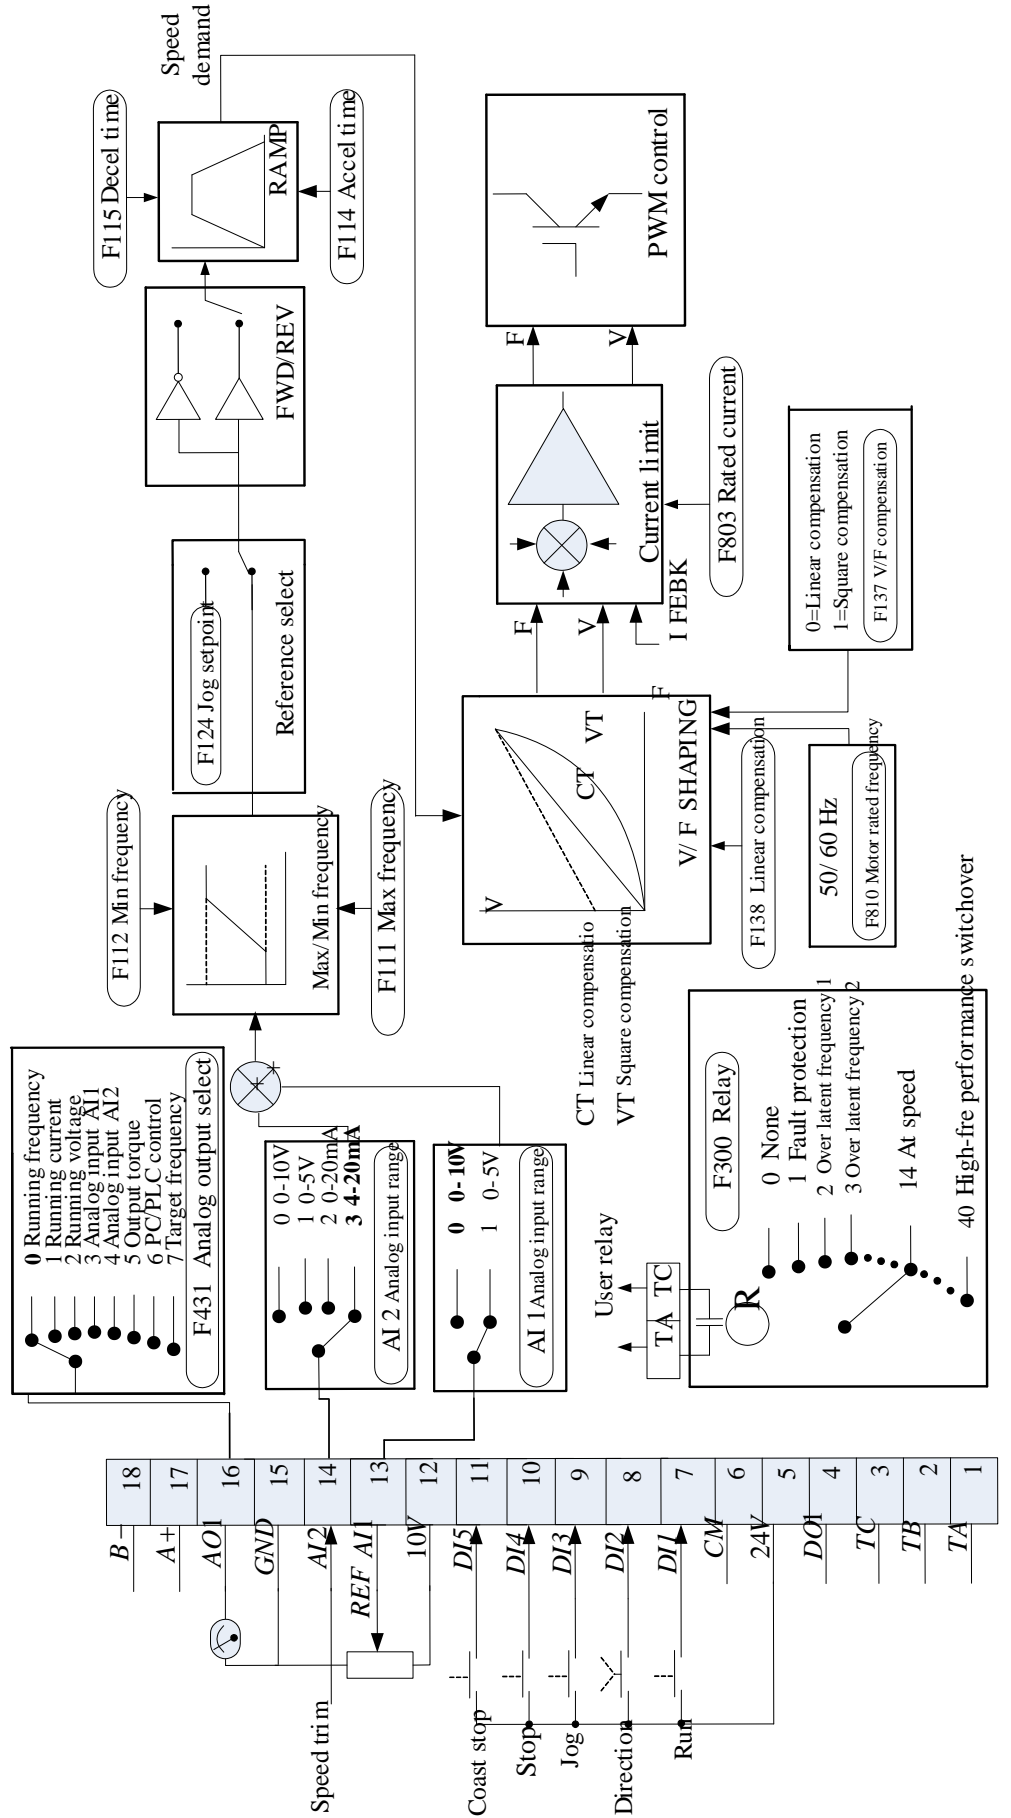 Speed trim
Coast stop
Stop
Jog
Direction
Run
B -
A+
AO1
GND
AI2
REF AI1
10V
DI5
DI4
DI3
DI2
DI1
CM
24V
DO1
TC
TB
TA
18
17
16
15
14
13
12
11
10
9
8
7
6
5
4
3
2
1
0 Running frequency
1 Running current
2 Running voltage
3 Analog input AI1
4 Analog input AI2
5 Output torque
6 PC/PLC control
7 Target frequency
F431 Analog output select
0 0-10V
1 0-5V
2 0-20mA
3 4-20mA
AI 2 Analog input range
0 0-10V
1 0-5V
AI 1 Analog input range
User relay
TA TC
R
F300 Relay
0 None
1 Fault protection
2 Over latent frequency 1
3 Over latent frequency 2
14 At speed
40 High-fre performance switchover
+
+
F112 Min frequency
Max/Min frequency
F111 Max frequency
F124 Jog setpoint
Reference select
FWD/REV
F115 Decel time
RAMP
F114 Accel time
Speed
demand
V
CT
VT
F
V/ F SHAPING
CT Linear compensatio
VT Square compensation
F138 Linear compensation
50/ 60 Hz
F810 Motor rated frequency
0=Linear compensation
1=Square compensation
F137 V/F compensation
F
V
I FEBK
Current limit
F803 Rated current
F
V
PWM control